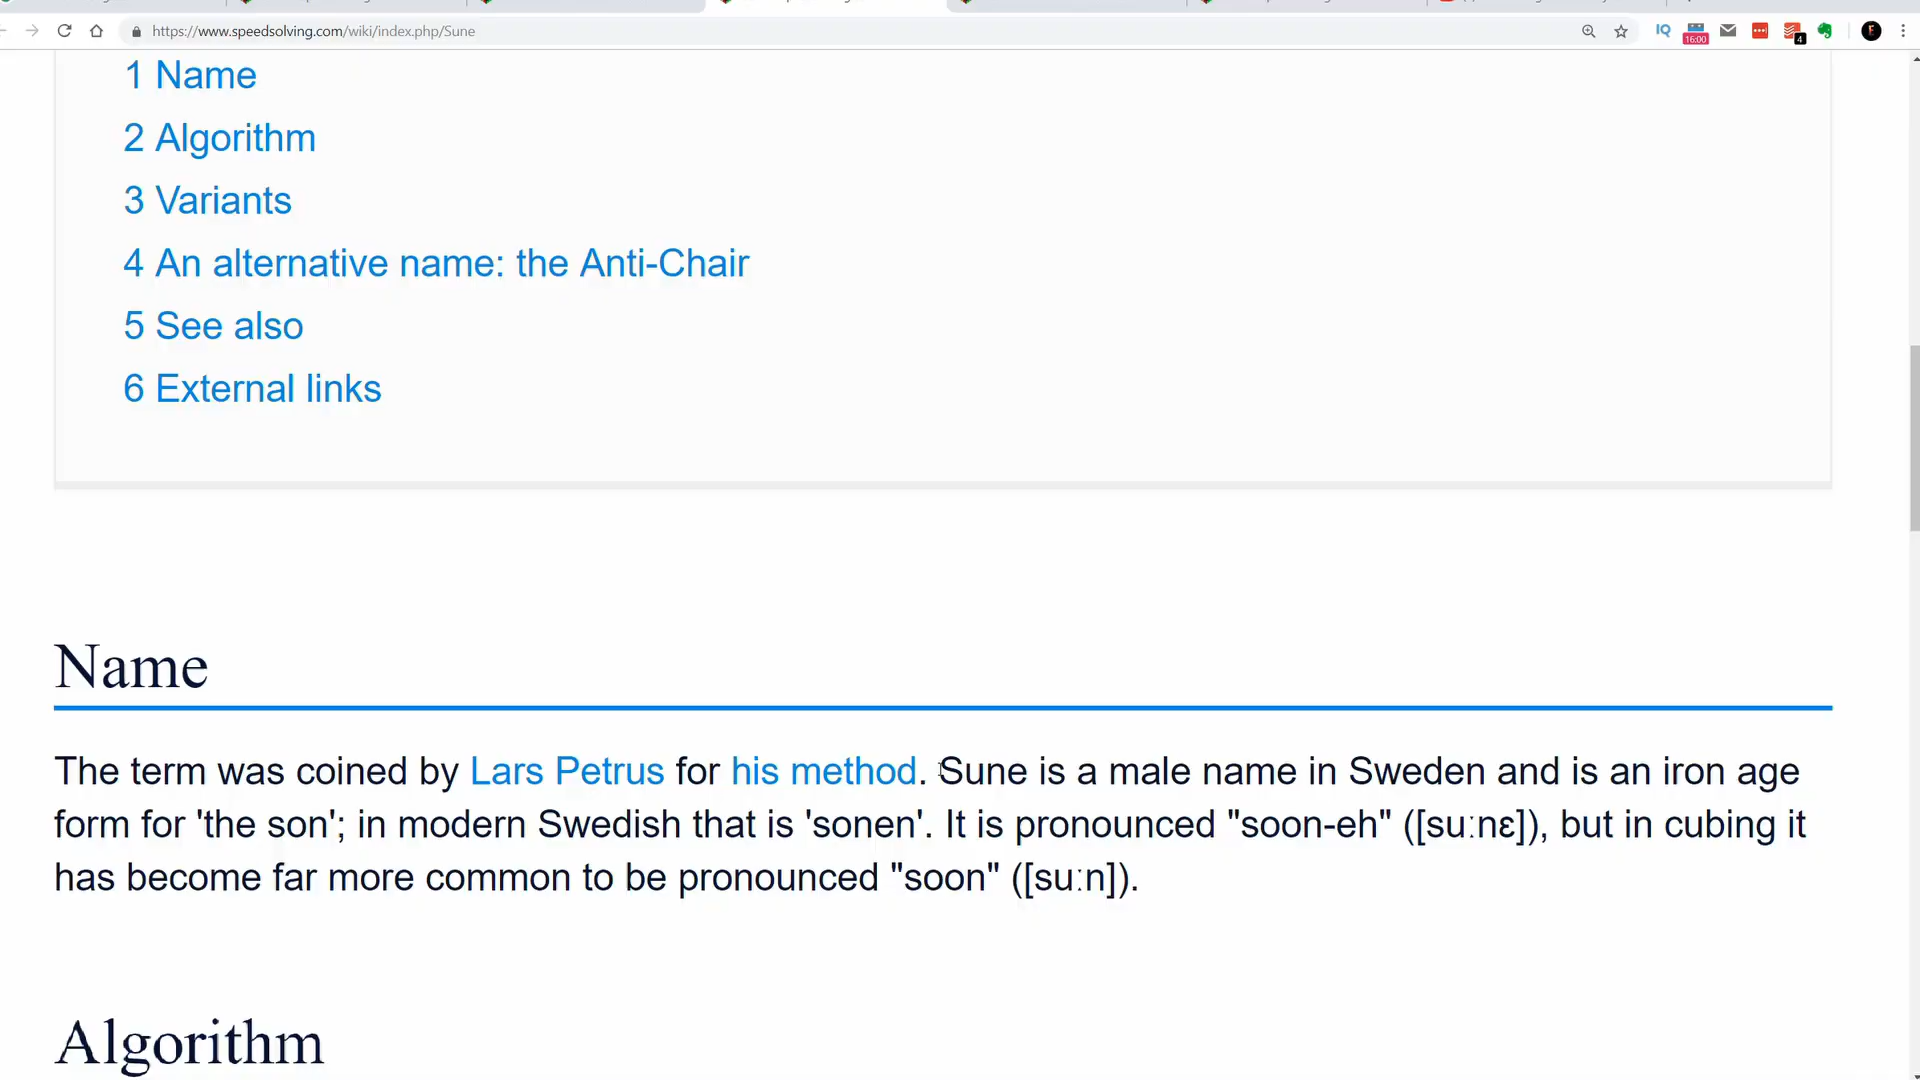 https://www.speedsolving.com/wiki/index.php/Sune
IQ
16:00
4
E
1 Name
2 Algorithm
3 Variants
4 An alternative name: the Anti-Chair
5 See also
6 External links
Name
The term was coined by Lars Petrus for his method. Sune is a male name in Sweden and is an iron age
form for 'the son'; in modern Swedish that is 'sonen'. It is pronounced "soon-eh" ([suːnɛ]), but in cubing it
has become far more common to be pronounced "soon" ([suːn]).
Algorithm